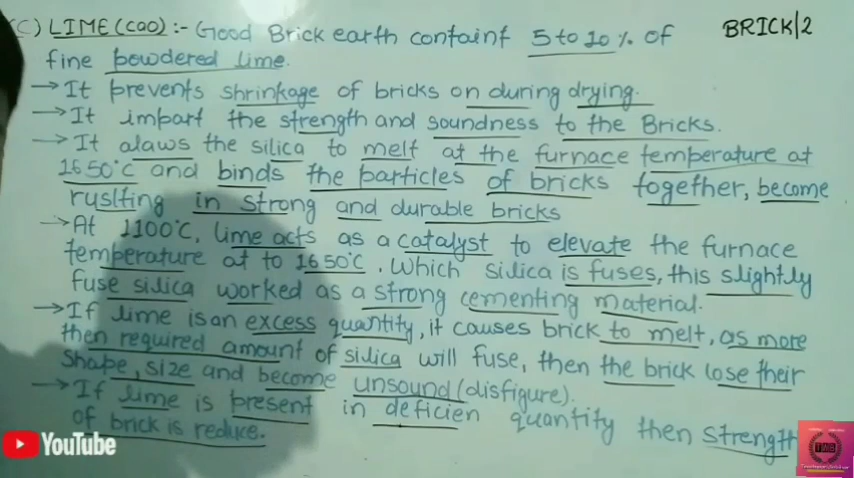 (C) LIME (CaO) :- Good Brick earth containf 5 to 10 % of
BRICK|2
fine powdered lime.
→ It prevents shrinkage of bricks on during drying.
→ It impart the strength and soundness to the Bricks.
→ It alaws the silica to melt at the furnace temperature at
1650°C and binds the particles of bricks together, become
ryslting in strong and durable bricks
→ At 1100°C, lime acts as a catalyst to elevate the furnace
temperature at to 1650°C. Which silica is fuses, this slightly
fuse silica worked as a strong cementing material.
→ If lime is an excess quantity, it causes brick to melt, as more
then required amount of silica will fuse, then the brick lose their
shape, size and become unsound (disfigure).
→ If lime is present in deficien quantity then strength
of brick is reduce.
YouTube
TWB